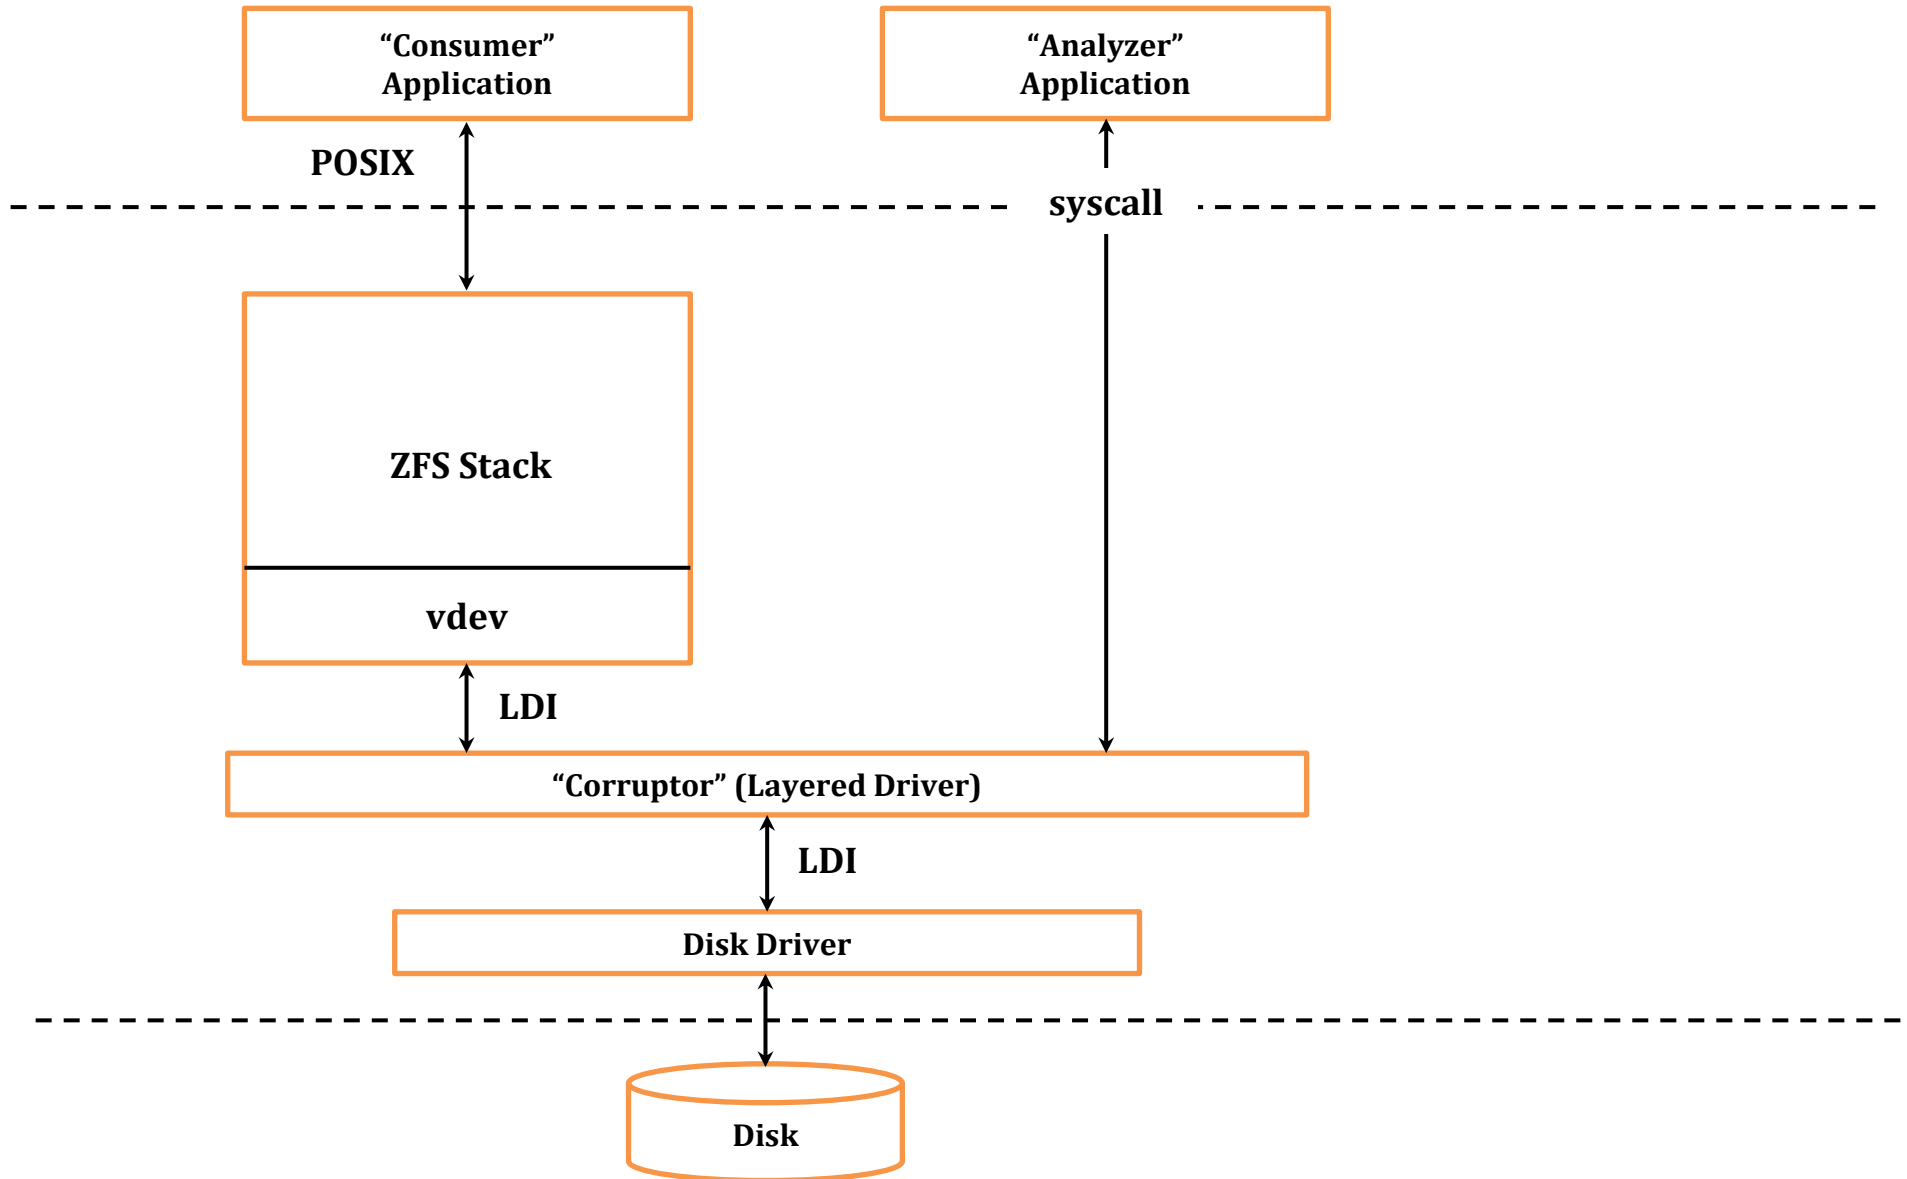 “Consumer”
Application
“Analyzer”
Application
POSIX
syscall
ZFS Stack
vdev
LDI
“Corruptor” (Layered Driver)
LDI
Disk Driver
Disk